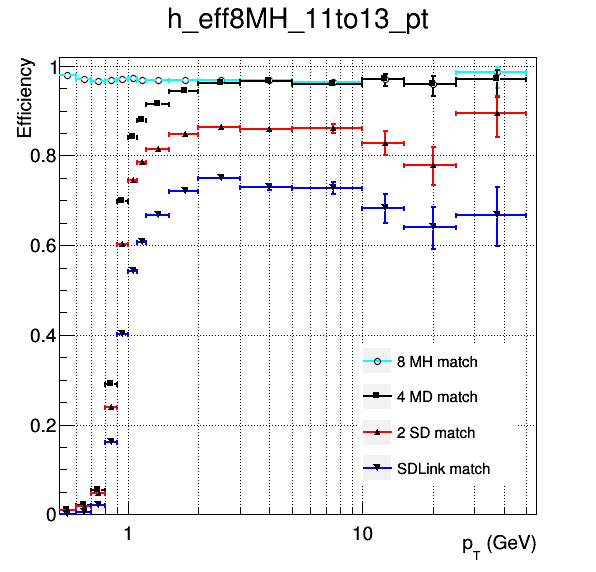 h_eff8MH_11to13_pt
Efficiency
1
0.8
0.6
0.4
0.2
0
8 MH match
4 MD match
2 SD match
SDLink match
1
10
p_T (GeV)